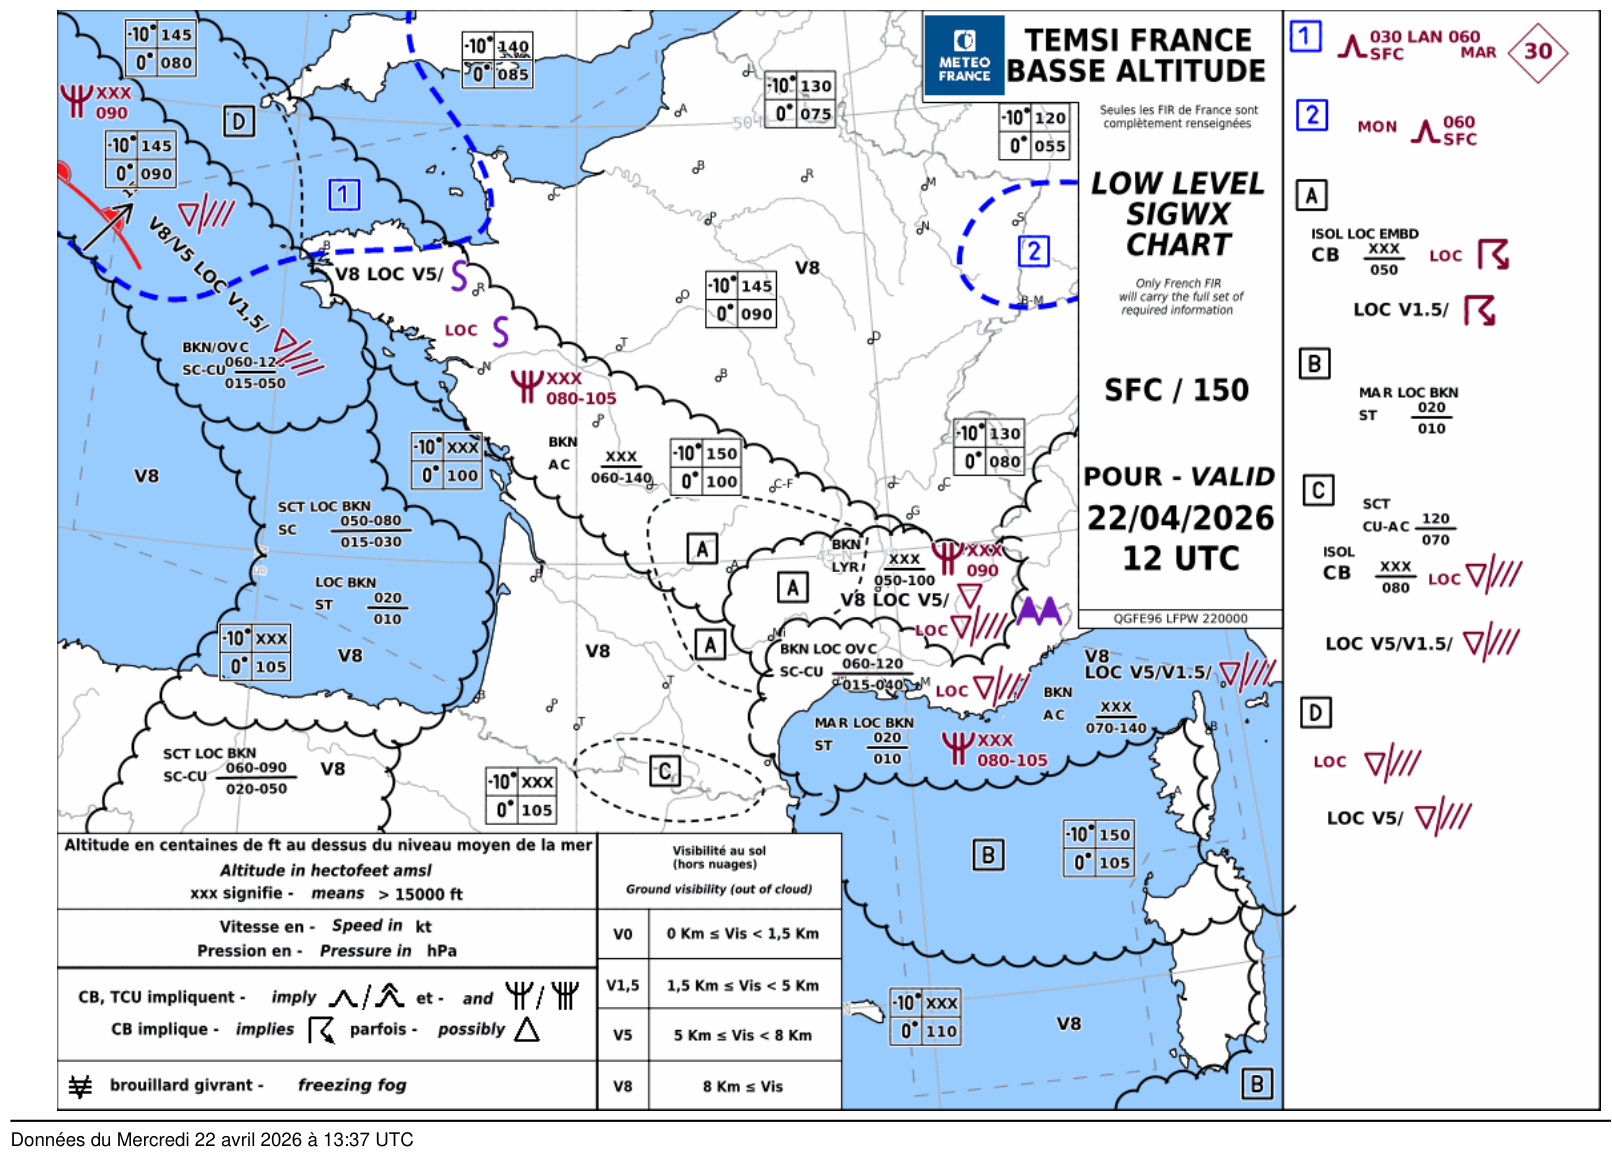 -10° 145
0° 080
-10° 140
0° 085
XXX
090
D
-10° 145
0° 090
1
V8/V5 LOC V1,5/
V8 LOC V5/
LOC
BKN/OVC
SC-CU
015-050
XXX
080-105
BKN
AC
XXX
060-140
-10° 130
0° 075
50°
-10° 145
0° 090
V8
-10° 150
0° 100
-10° XXX
0° 100
V8
SCT LOC BKN
SC
050-080
015-030
LOC BKN
ST
020
010
V8
-10° XXX
0° 105
SCT LOC BKN
SC-CU
060-090
020-050
V8
-10° XXX
0° 105
V8
C
A
A
A
BKN
LYR
XXX
050-100
V8 LOC V5/
LOC
XXX
090
BKN LOC OVC
SC-CU
060-120
015-040
LOC
MAR LOC BKN
ST
020
010
XXX
080-105
V8
LOC V5/V1.5/
BKN
AC
XXX
070-140
-10° 150
0° 105
B
-10° XXX
0° 110
V8
B
-10° 120
0° 055
2
-10° 130
0° 080
METEO
FRANCE
TEMSI FRANCE
BASSE ALTITUDE
Seules les FIR de France sont
complètement renseignées
LOW LEVEL
SIGWX
CHART
Only French FIR
will carry the full set of
required information
SFC / 150
POUR - VALID
22/04/2026
12 UTC
QGFE96 LFPW 220000
1
030 LAN 060
SFC MAR
30
2
MON
060
SFC
A
ISOL LOC EMBD
CB
XXX
050
LOC
LOC V1.5/
B
MAR LOC BKN
ST
020
010
C
SCT
CU-AC
120
070
ISOL
CB
XXX
080
LOC
LOC V5/V1.5/
D
LOC
LOC V5/
Altitude en centaines de ft au dessus du niveau moyen de la mer
Altitude in hectofeet amsl
xxx signifie - means > 15000 ft
Vitesse en - Speed in kt
Pression en - Pressure in hPa
CB, TCU impliquent - imply / et - and /
CB implique - implies parfois - possibly
brouillard givrant - freezing fog
Visibilité au sol
(hors nuages)
Ground visibility (out of cloud)
V0 0 Km ≤ Vis < 1,5 Km
V1,5 1,5 Km ≤ Vis < 5 Km
V5 5 Km ≤ Vis < 8 Km
V8 8 Km ≤ Vis
Données du Mercredi 22 avril 2026 à 13:37 UTC